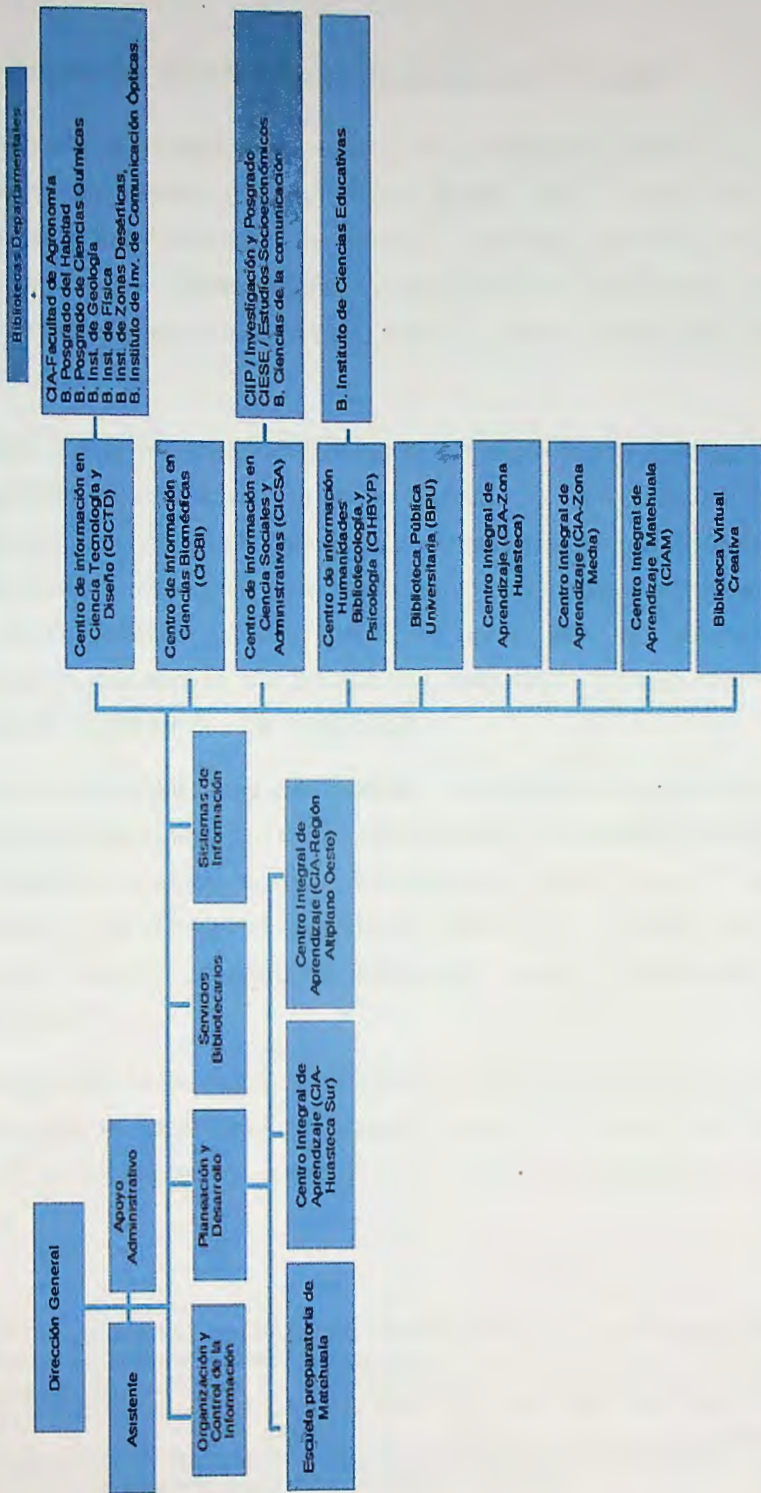 Dirección General
Asistente
Apoyo
Administrativo
Organización y
Control de la
Información
Planeación y
Desarrollo
Servicios
Bibliotecarios
Sistemas de
Información
Escuela preparatoria de
Matehuala
Centro Integral de
Aprendizaje (CIA-
Huasteca Sur)
Centro Integral de
Aprendizaje (CIA-Región
Altiplano Oeste)
Centro de información en
Ciencia Tecnología y
Diseño (CICTD)
Centro de información en
Ciencias Biomédicas
(CICBI)
Centro de información en
Ciencia Sociales y
Administrativas (CICSA)
Centro de información
Humanidades
Bibliotecología y
Psicología (CIHBYP)
Biblioteca Pública
Universitaria (BPU)
Centro Integral de
Aprendizaje (CIA-Zona
Huasteca)
Centro Integral de
Aprendizaje (CIA-Zona
Media)
Centro Integral de
Aprendizaje Matehuala
(CIAM)
Biblioteca Virtual
Creativa
Bibliotecas Departamentales
CIA-Facultad de Agronomía
B. Posgrado del Habitad
B. Posgrado de Ciencias Químicas
B. Inst. de Geología
B. Inst. de Física
B. Inst. de Zonas Desérticas,
B. Instituto de Inv. de Comunicación Ópticas.
CIIP / Investigación y Posgrado
CIESE / Estudios Socioeconómicos
B. Ciencias de la comunicación
B. Instituto de Ciencias Educativas